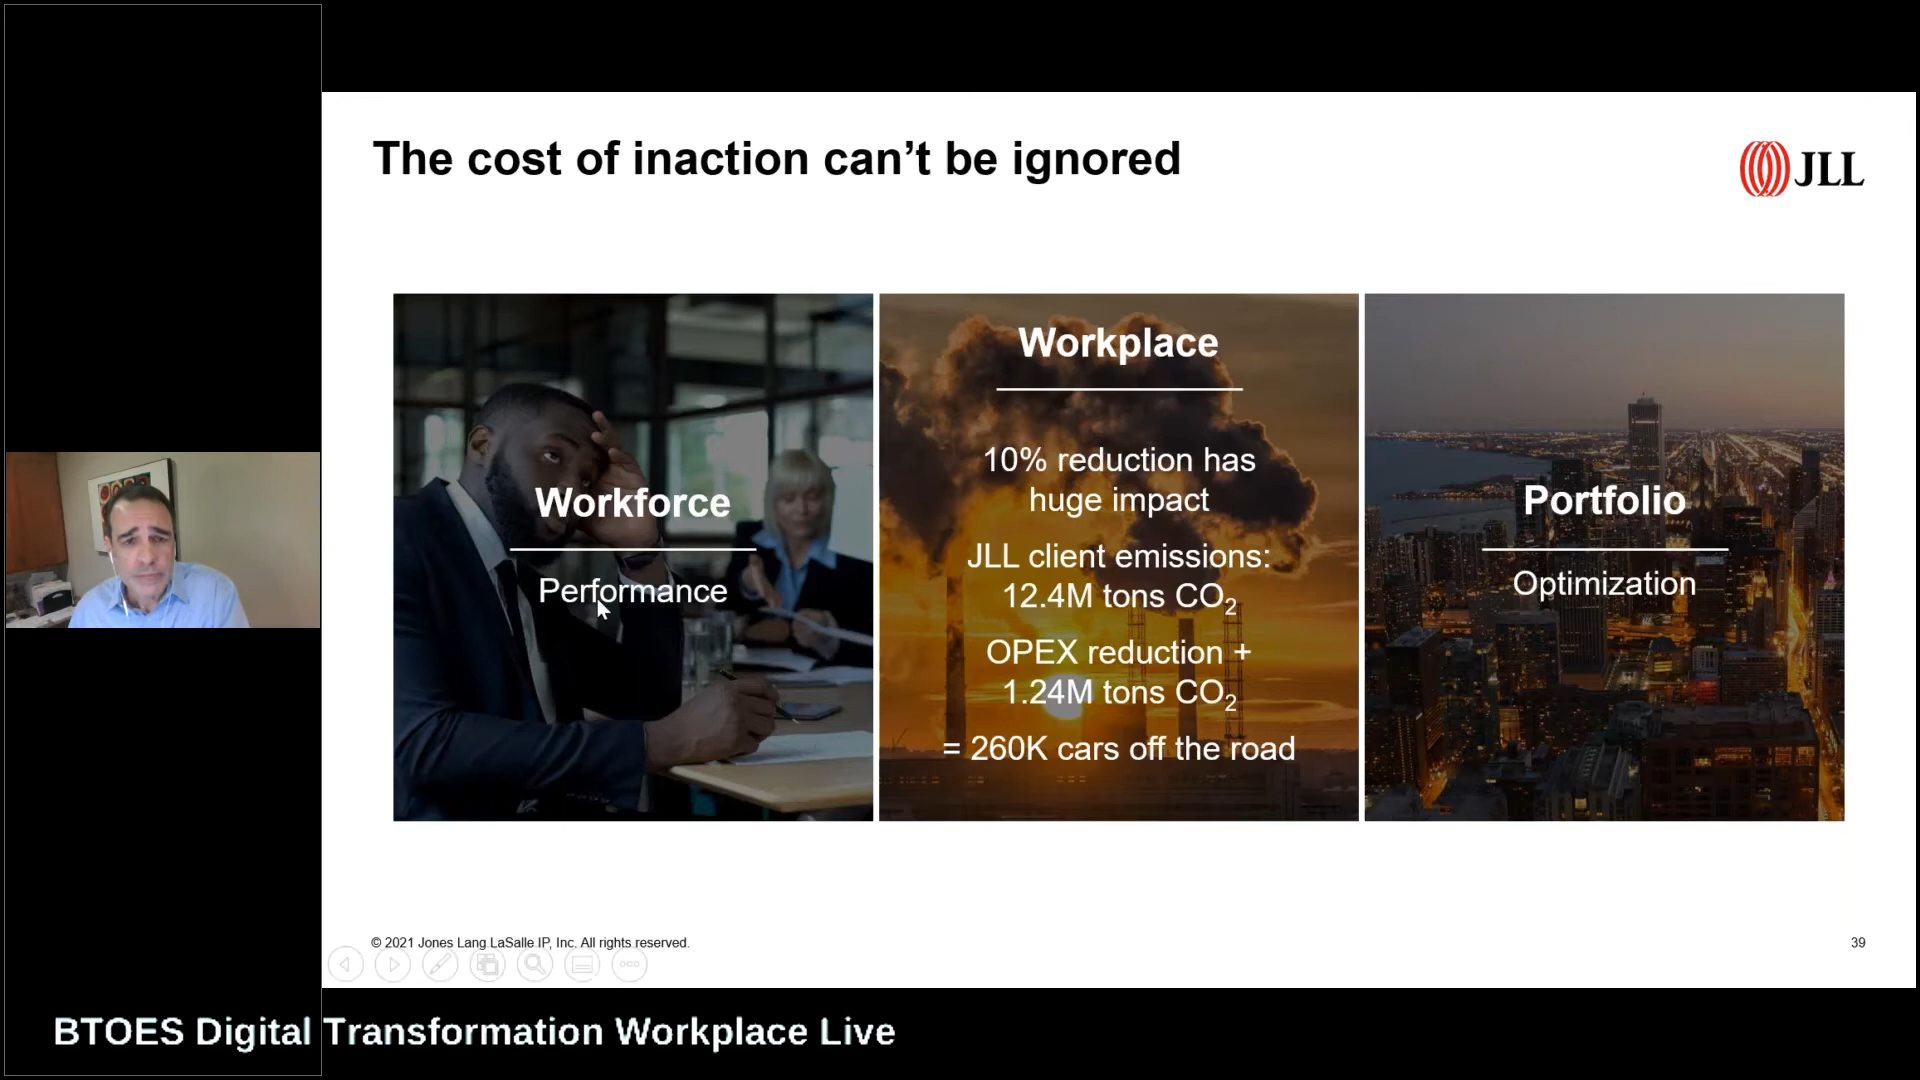 The cost of inaction can’t be ignored
JLL
Workforce
Performance
Workplace
10% reduction has
huge impact
JLL client emissions:
12.4M tons CO₂
OPEX reduction +
1.24M tons CO₂
= 260K cars off the road
Portfolio
Optimization
© 2021 Jones Lang LaSalle IP, Inc. All rights reserved.
39
BTOES Digital Transformation Workplace Live